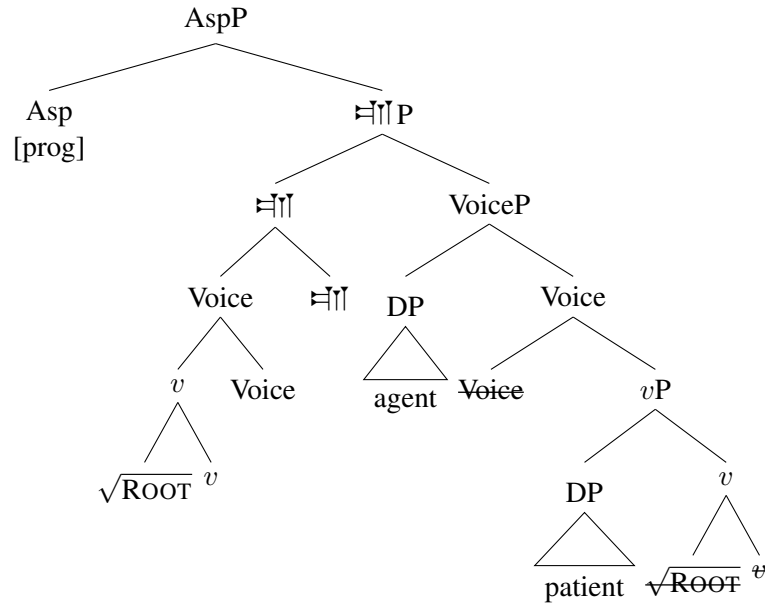 AspP
Asp
[prog]
P
VoiceP
Voice
DP
Voice
v
Voice
agent
Voice
vP
√ROOT
v
DP
v
patient
√ROOT
v